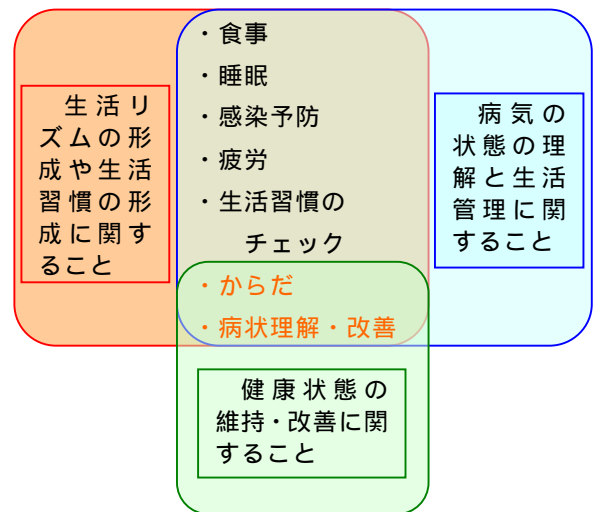 生活リ
ズムの形
成や生活
習慣の形
成に関す
ること
・食事
・睡眠
・感染予防
・疲労
・生活習慣の
チェック
・からだ
・病状理解・改善
病気の
状態の理
解と生活
管理に関
すること
健康状態の
維持・改善に関
すること